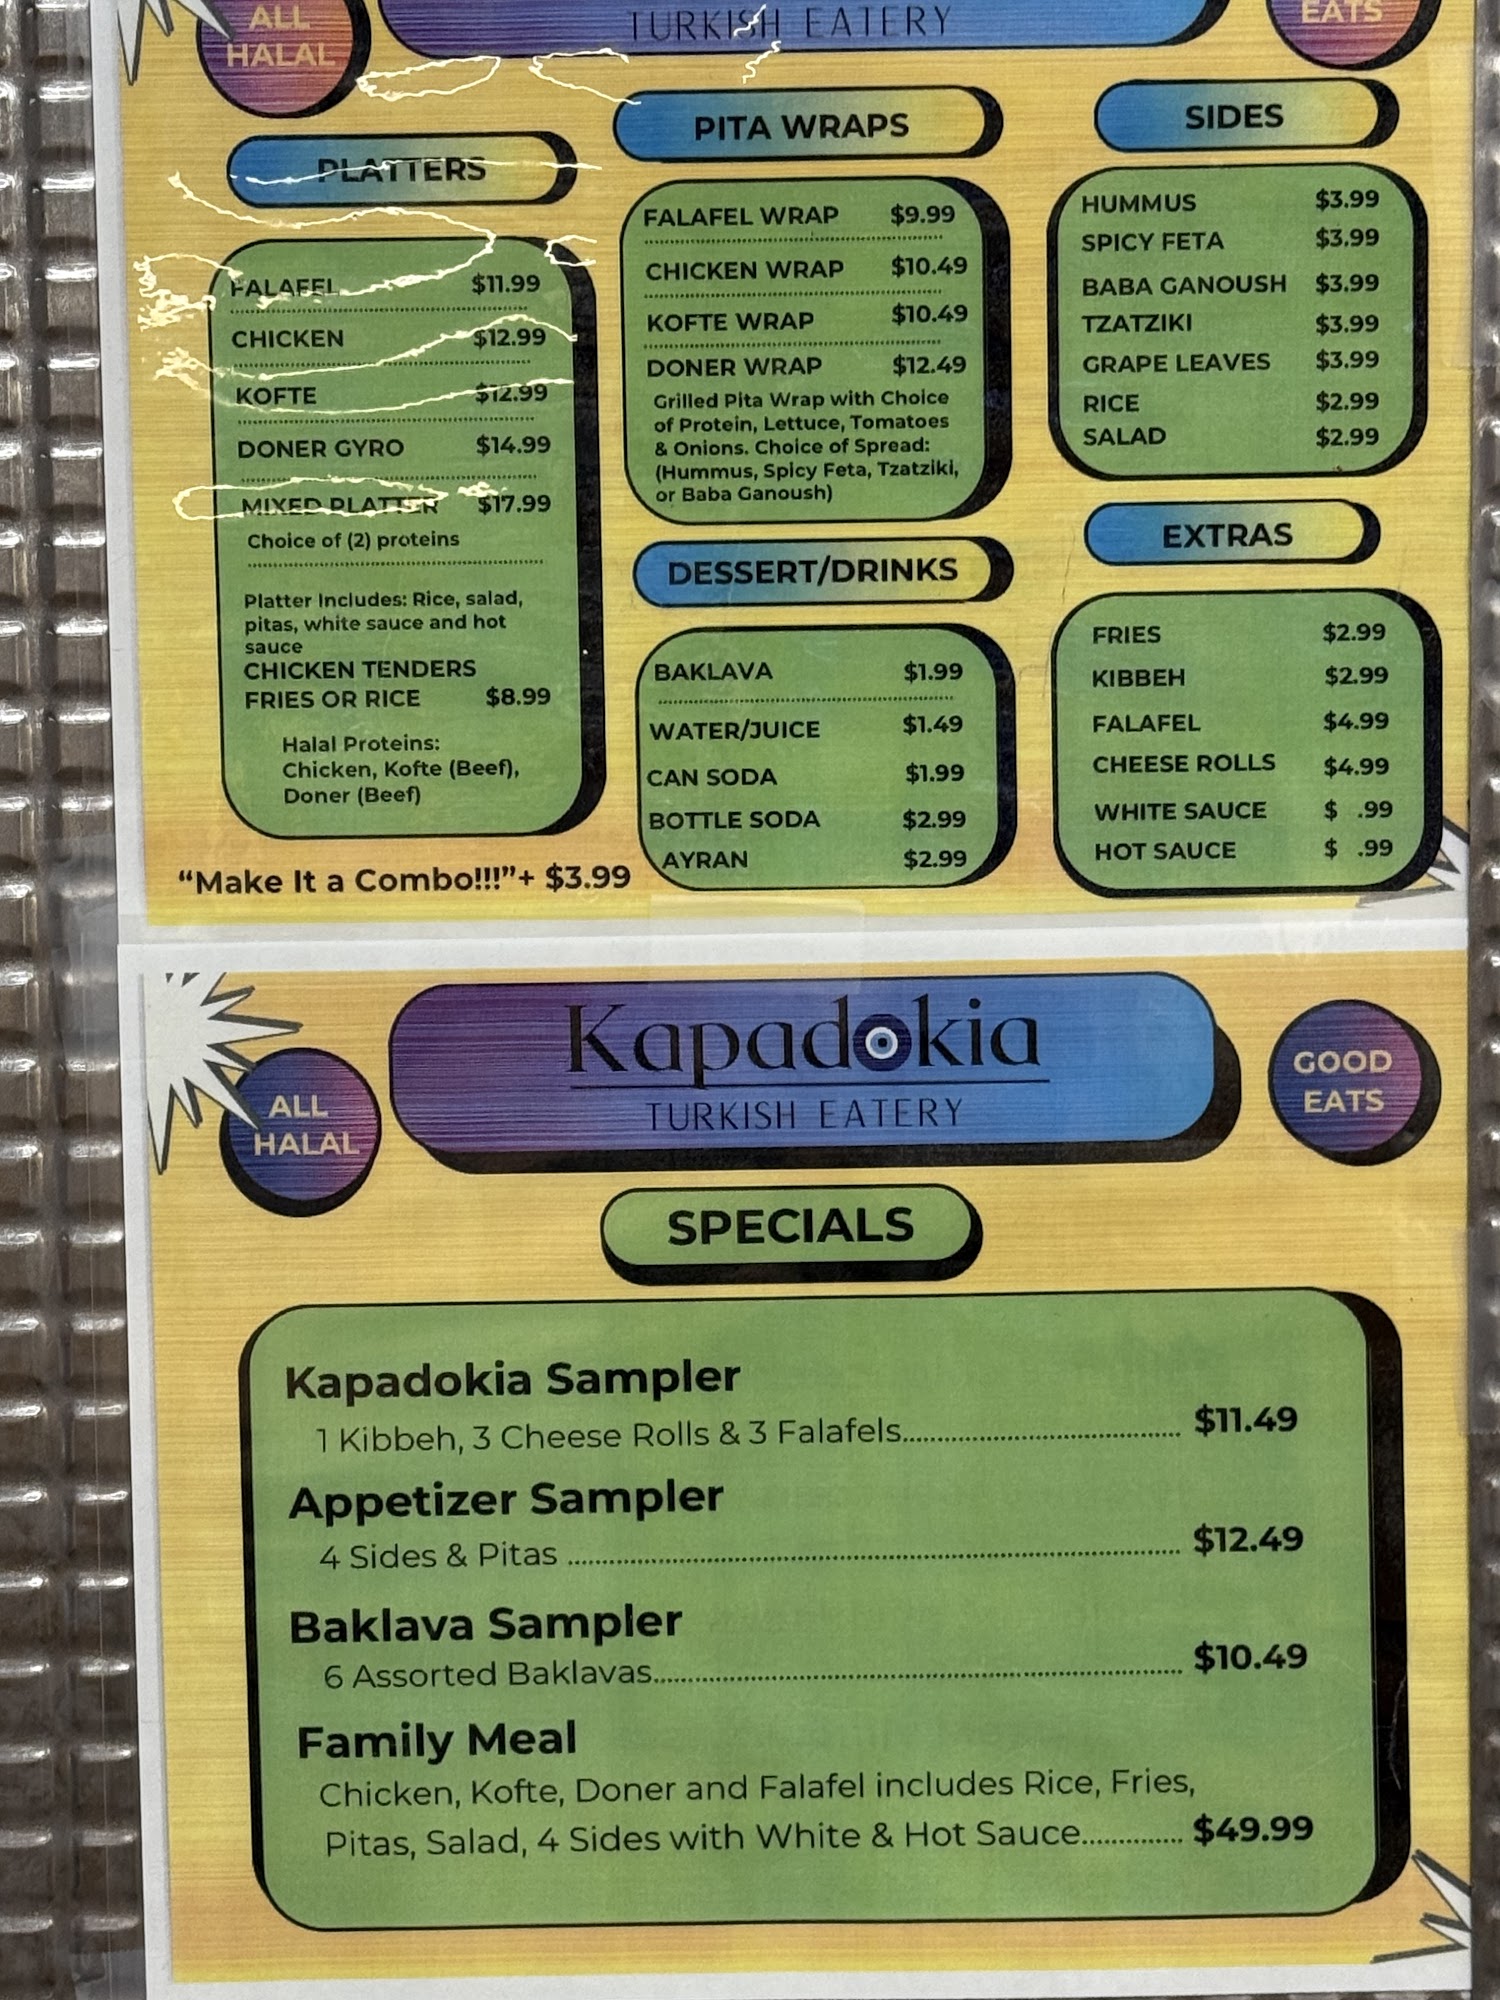 ALL
HALAL
TURKISH EATERY
EATS
PLATTERS
FALAFEL $11.99
CHICKEN $12.99
KOFTE $12.99
DONER GYRO $14.99
MIXED PLATTER $17.99
Choice of (2) proteins
Platter Includes: Rice, salad,
pitas, white sauce and hot
sauce
CHICKEN TENDERS
FRIES OR RICE $8.99
Halal Proteins:
Chicken, Kofte (Beef),
Doner (Beef)
"Make It a Combo!!!"+ $3.99
PITA WRAPS
FALAFEL WRAP $9.99
CHICKEN WRAP $10.49
KOFTE WRAP $10.49
DONER WRAP $12.49
Grilled Pita Wrap with Choice
of Protein, Lettuce, Tomatoes
& Onions. Choice of Spread:
(Hummus, Spicy Feta, Tzatziki,
or Baba Ganoush)
DESSERT/DRINKS
BAKLAVA $1.99
WATER/JUICE $1.49
CAN SODA $1.99
BOTTLE SODA $2.99
AYRAN $2.99
SIDES
HUMMUS $3.99
SPICY FETA $3.99
BABA GANOUSH $3.99
TZATZIKI $3.99
GRAPE LEAVES $3.99
RICE $2.99
SALAD $2.99
EXTRAS
FRIES $2.99
KIBBEH $2.99
FALAFEL $4.99
CHEESE ROLLS $4.99
WHITE SAUCE $ .99
HOT SAUCE $ .99
ALL
HALAL
Kapadokia
TURKISH EATERY
GOOD
EATS
SPECIALS
Kapadokia Sampler
1 Kibbeh, 3 Cheese Rolls & 3 Falafels.......... $11.49
Appetizer Sampler
4 Sides & Pitas .......... $12.49
Baklava Sampler
6 Assorted Baklavas.......... $10.49
Family Meal
Chicken, Kofte, Doner and Falafel includes Rice, Fries,
Pitas, Salad, 4 Sides with White & Hot Sauce.......... $49.99